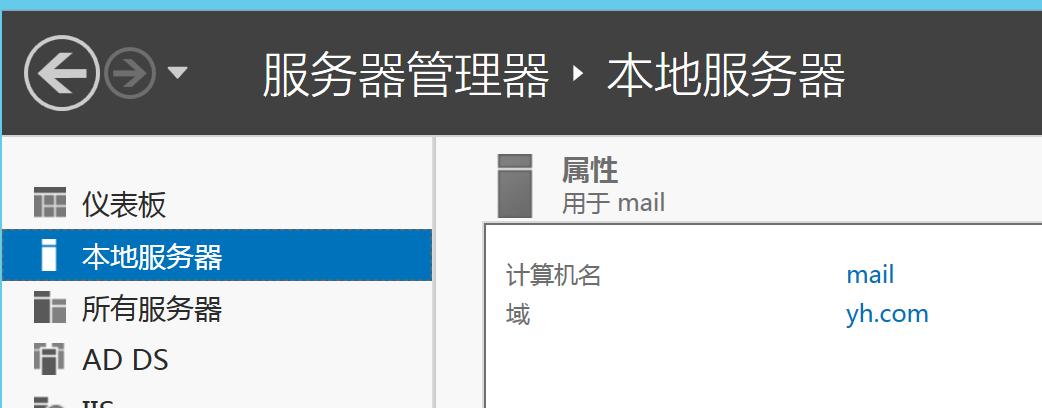 服务器管理器 ▸ 本地服务器
仪表板
本地服务器
所有服务器
AD DS
IIS
属性
用于 mail
计算机名 mail
域 yh.com